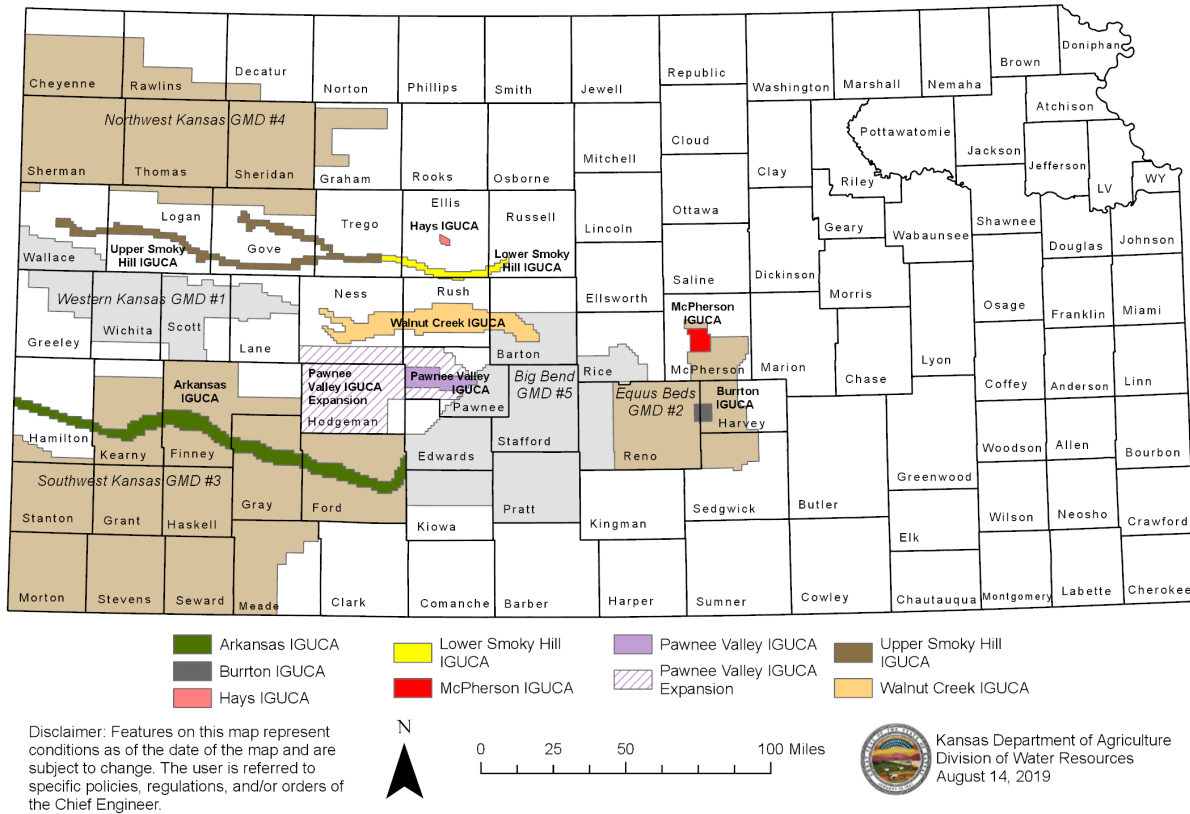 Cheyenne
Rawlins
Decatur
Norton
Phillips
Smith
Jewell
Republic
Washington
Marshall
Nemaha
Brown
Doniphan
Atchison
Northwest Kansas GMD #4
Sherman
Thomas
Sheridan
Graham
Rooks
Osborne
Mitchell
Cloud
Clay
Riley
Pottawatomie
Jackson
Jefferson
LV
WY
Wallace
Logan
Upper Smoky
Hill IGUCA
Gove
Trego
Ellis
Hays IGUCA
Russell
Lower Smoky
Hill IGUCA
Lincoln
Ottawa
Saline
Dickinson
Geary
Wabaunsee
Shawnee
Douglas
Johnson
Western Kansas GMD #1
Greeley
Wichita
Scott
Lane
Ness
Rush
Walnut Creek IGUCA
Barton
Ellsworth
McPherson
IGUCA
McPherson
Marion
Morris
Chase
Lyon
Osage
Franklin
Miami
Coffey
Anderson
Linn
Arkansas
IGUCA
Pawnee
Valley IGUCA
Expansion
Hodgeman
Pawnee Valley
IGUCA
Pawnee
Big Bend
GMD #5
Rice
Equus Beds
GMD #2
Burrton
IGUCA
Harvey
Hamilton
Kearny
Finney
Edwards
Stafford
Reno
Woodson
Allen
Bourbon
Southwest Kansas GMD #3
Stanton
Grant
Haskell
Gray
Ford
Kiowa
Pratt
Kingman
Sedgwick
Butler
Greenwood
Elk
Wilson
Neosho
Crawford
Morton
Stevens
Seward
Meade
Clark
Comanche
Barber
Harper
Sumner
Cowley
Chautauqua
Montgomery
Labette
Cherokee
Arkansas IGUCA
Burrton IGUCA
Hays IGUCA
Lower Smoky Hill
IGUCA
McPherson IGUCA
Pawnee Valley IGUCA
Pawnee Valley IGUCA
Expansion
Upper Smoky Hill
IGUCA
Walnut Creek IGUCA
Disclaimer: Features on this map represent
conditions as of the date of the map and are
subject to change. The user is referred to
specific policies, regulations, and/or orders of
the Chief Engineer.
N
0 25 50 100 Miles
Kansas Department of Agriculture
Division of Water Resources
August 14, 2019